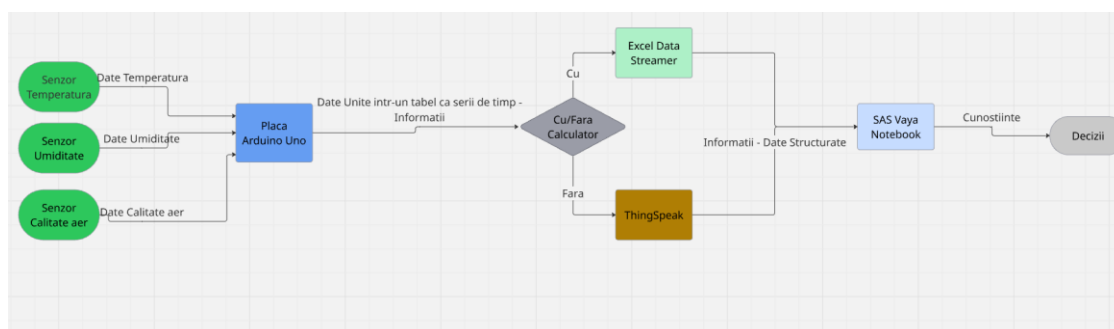 Senzor
Temperatura
Date Temperatura
Senzor
Umiditate
Date Umiditate
Senzor
Calitate aer
Date Calitate aer
Placa
Arduino Uno
Date Unite intr-un tabel ca serii de timp -
Informatii
Cu/Fara
Calculator
Cu
Excel Data
Streamer
Fara
ThingSpeak
Informatii - Date Structurate
SAS Vaya
Notebook
Cunostiinte
Decizii